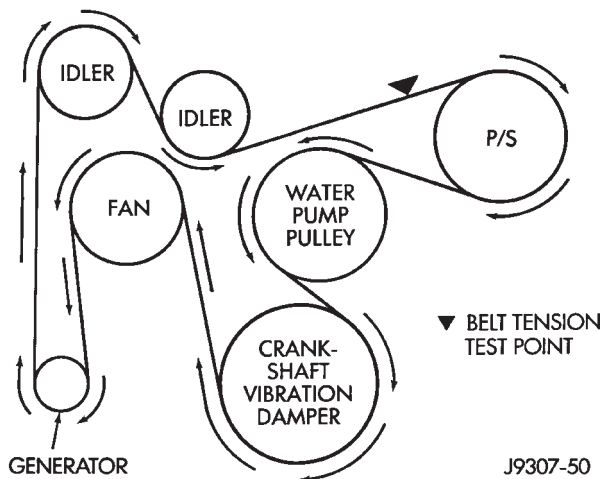 IDLER
IDLER
P/S
FAN
WATER
PUMP
PULLEY
▼ BELT TENSION
TEST POINT
CRANK-
SHAFT
VIBRATION
DAMPER
GENERATOR
J9307-50